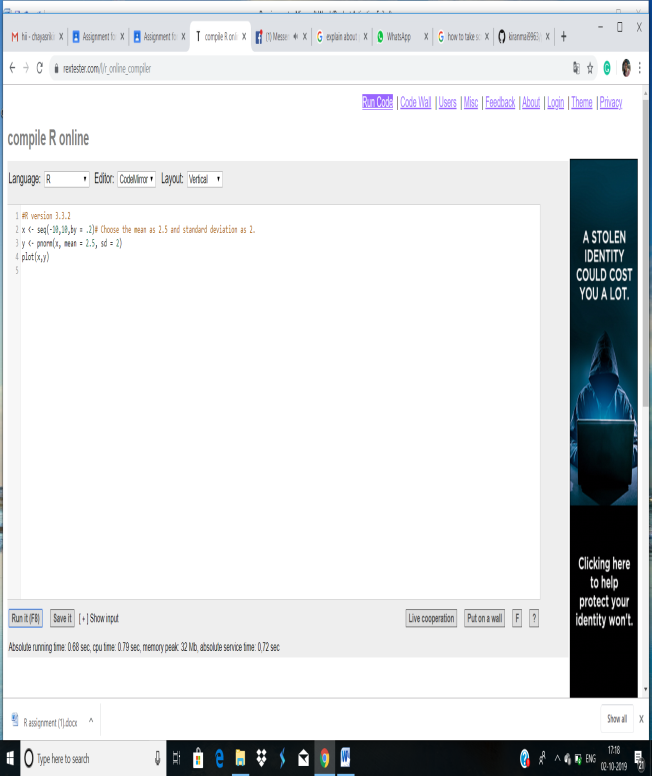 hii - chayasrik
Assignment fo
Assignment fo
compile R onli
(1) Messe
explain about
WhatsApp
how to take sc
kiranmai9963
rextester.com/l/r_online_compiler
Run Code | Code Wall | Users | Misc | Feedback | About | Login | Theme | Privacy
compile R online
Language: R Editor: CodeMirror Layout: Vertical
1 #R version 3.3.2
2 x <- seq(-10,10,by = .2)# Choose the mean as 2.5 and standard deviation as 2.
3 y <- pnorm(x, mean = 2.5, sd = 2)
4 plot(x,y)
5
A STOLEN
IDENTITY
COULD COST
YOU A LOT.
Clicking here
to help
protect your
identity won't.
Run it (F8) Save it [+] Show input Live cooperation Put on a wall F ?
Absolute running time: 0.68 sec, cpu time: 0.79 sec, memory peak: 32 Mb, absolute service time: 0,72 sec
R assignment (1).docx
Show all
Type here to search
ENG
17:18
02-10-2019